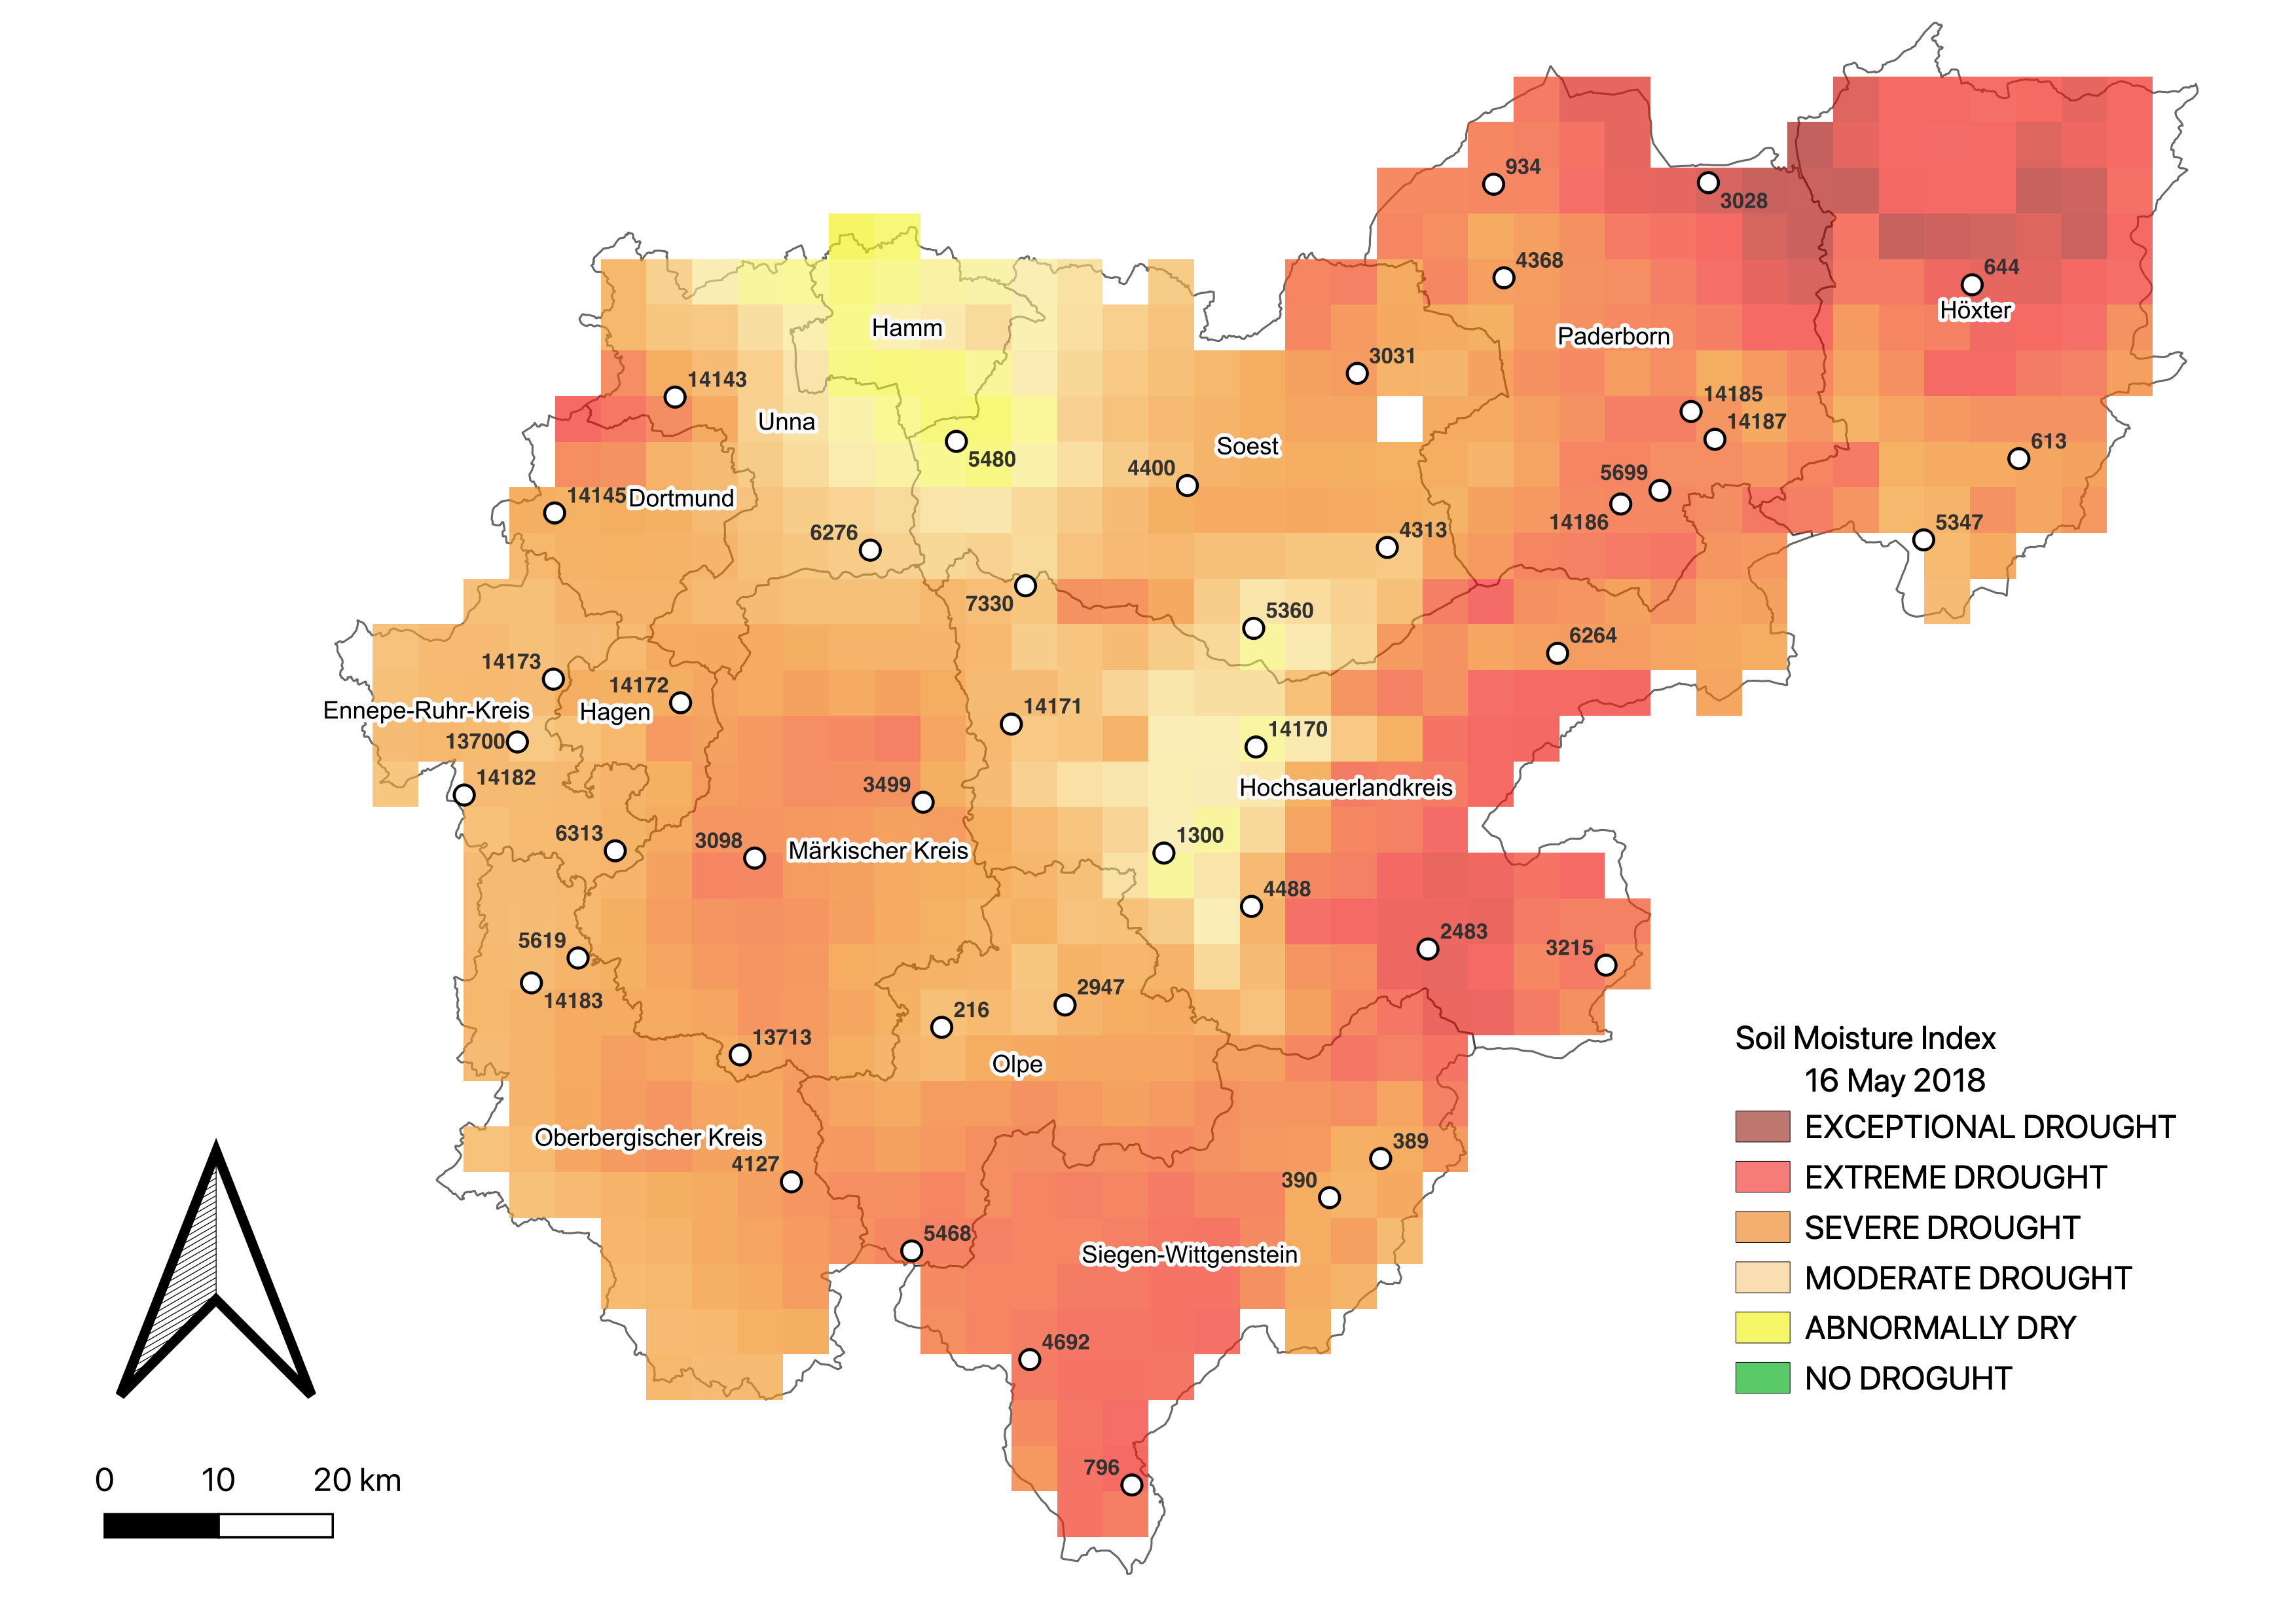 934
3028
4368
644
Höxter
Hamm
Paderborn
3031
14143
14185
Unna
14187
Soest
613
5480
4400
5699
14145
Dortmund
14186
5347
6276
4313
7330
5360
6264
14173
14172
Ennepe-Ruhr-Kreis
Hagen
14171
13700
14170
14182
3499
Hochsauerlandkreis
6313
3098
Märkischer Kreis
1300
4488
5619
2483
3215
14183
2947
216
13713
Olpe
Oberbergischer Kreis
4127
389
390
5468
Siegen-Wittgenstein
4692
796
Soil Moisture Index
16 May 2018
EXCEPTIONAL DROUGHT
EXTREME DROUGHT
SEVERE DROUGHT
MODERATE DROUGHT
ABNORMALLY DRY
NO DROGUHT
0 10 20 km